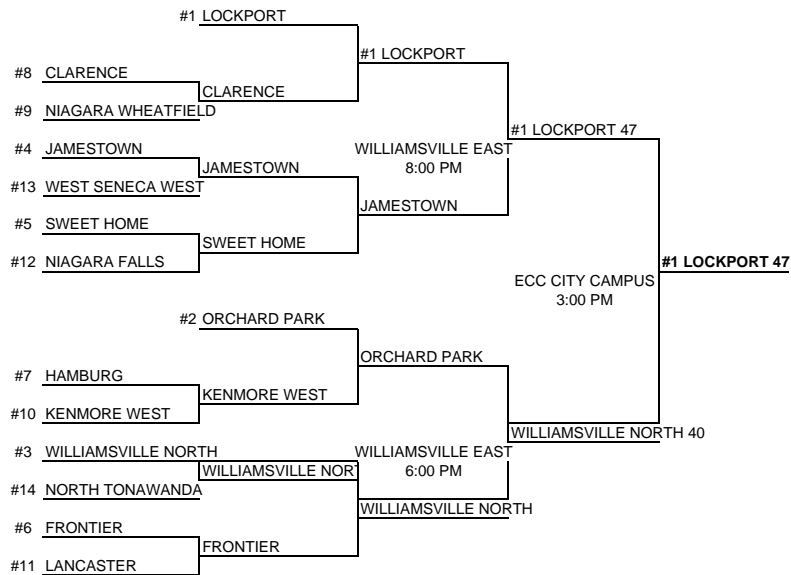 #1 LOCKPORT
#1 LOCKPORT
#8 CLARENCE
CLARENCE
#9 NIAGARA WHEATFIELD
#1 LOCKPORT 47
#4 JAMESTOWN
WILLIAMSVILLE EAST
8:00 PM
JAMESTOWN
#13 WEST SENECA WEST
JAMESTOWN
#5 SWEET HOME
SWEET HOME
#12 NIAGARA FALLS
#1 LOCKPORT 47
ECC CITY CAMPUS
3:00 PM
#2 ORCHARD PARK
ORCHARD PARK
#7 HAMBURG
KENMORE WEST
#10 KENMORE WEST
WILLIAMSVILLE NORTH 40
#3 WILLIAMSVILLE NORTH
WILLIAMSVILLE EAST
6:00 PM
WILLIAMSVILLE NORT
#14 NORTH TONAWANDA
WILLIAMSVILLE NORTH
#6 FRONTIER
FRONTIER
#11 LANCASTER